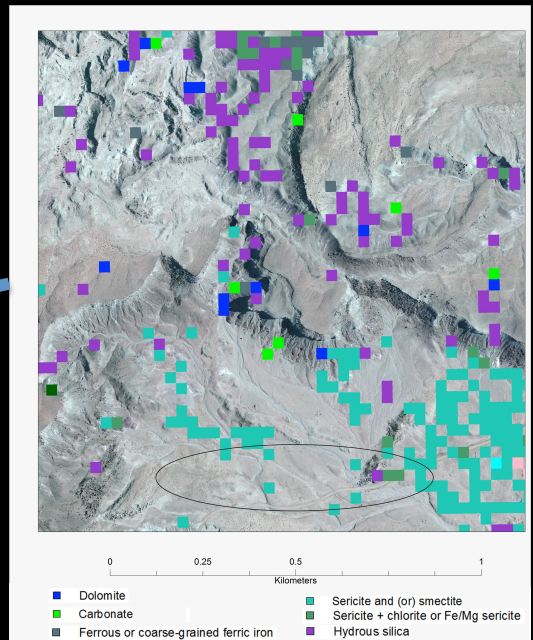 0 0.25 0.5 1
Kilometers
Dolomite
Carbonate
Ferrous or coarse-grained ferric iron
Sericite and (or) smectite
Sericite + chlorite or Fe/Mg sericite
Hydrous silica